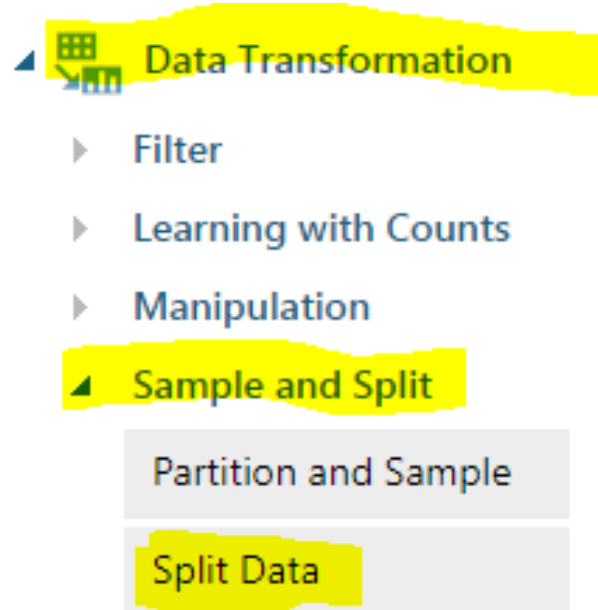 Data Transformation
Filter
Learning with Counts
Manipulation
Sample and Split
Partition and Sample
Split Data